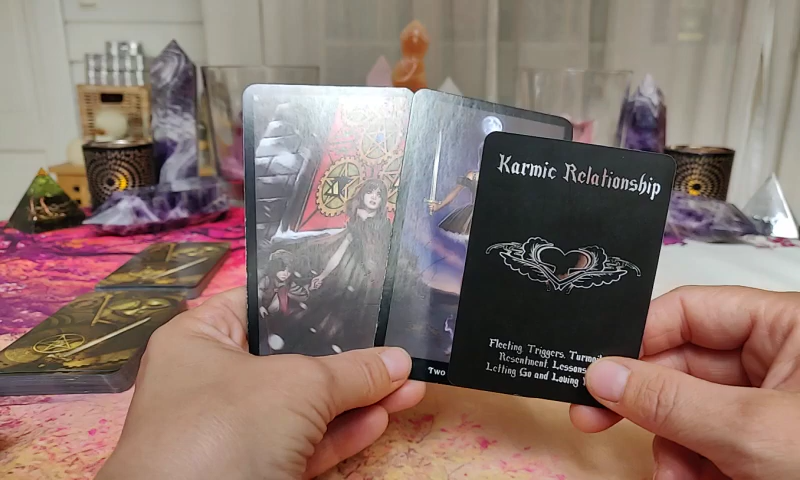 Karmic Relationship
Fleeting Triggers, Turmoil
Resentment, Lessons
Letting Go and Loving
Two